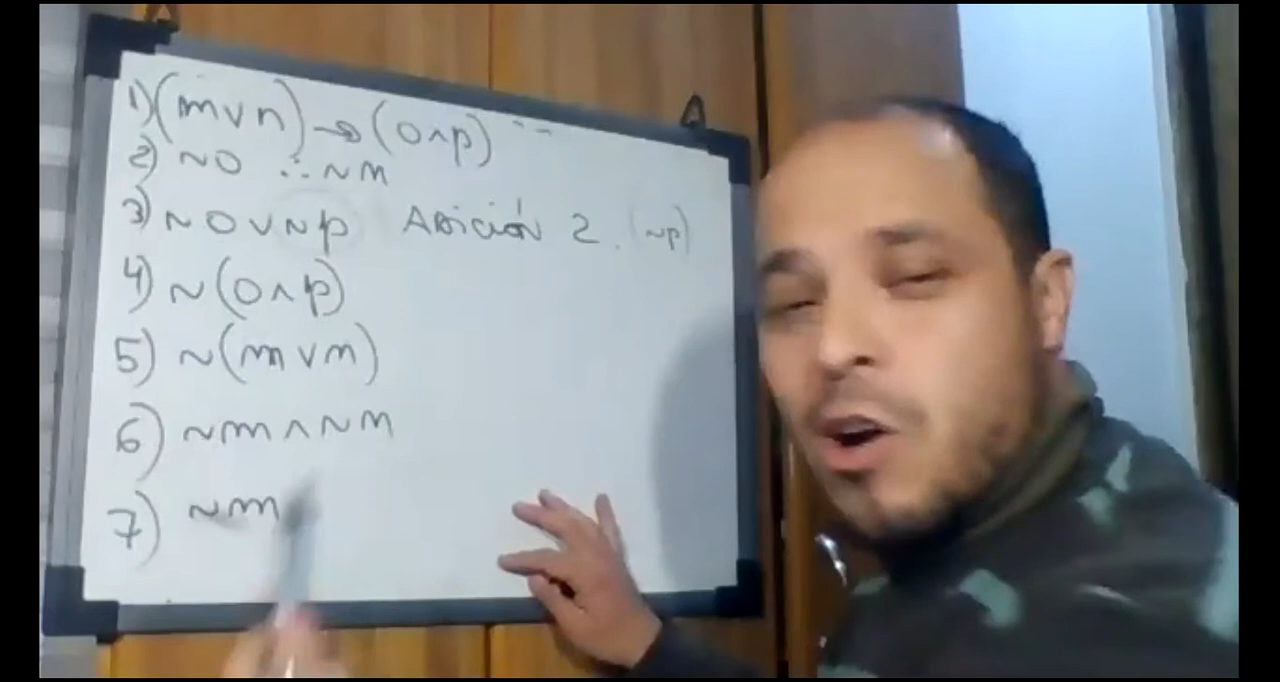 1) (m v n) → (o ∧ p)
2) ~o ∴ ~m
3) ~o v ~p Adición 2. (~p)
4) ~(o ∧ p)
5) ~(m v n)
6) ~m ∧ ~n
7) ~m